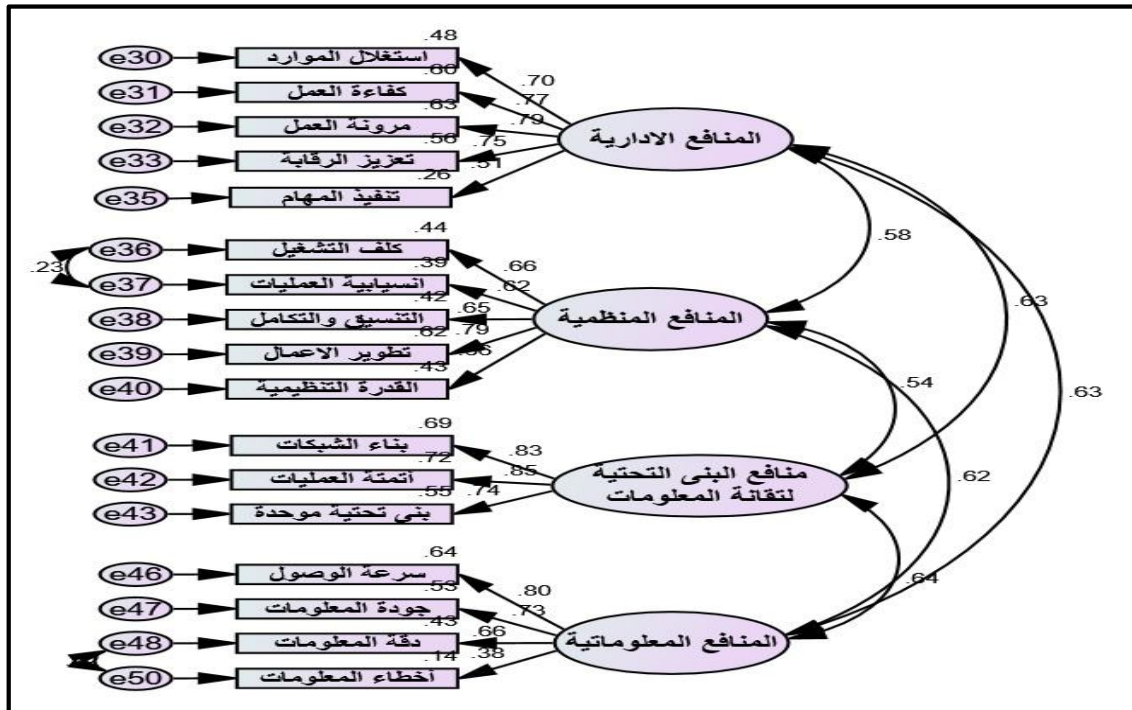 .48
e30 استغلال الموارد .70
.60
e31 كفاءة العمل .77
.63
e32 مرونة العمل .79
المنافع الادارية
.56
e33 تعزيز الرقابة .75
.26 .51
e35 تنفيذ المهام
.58
.44
e36 كلف التشغيل .66
.23
.39
e37 انسيابية العمليات .62
.63
.42
e38 التنسيق والتكامل .65
المنافع المنظمية
.62
e39 تطوير الاعمال .79
.43
e40 القدرة التنظيمية
.54
.63
.69
e41 بناء الشبكات .83
.72
e42 أتمتة العمليات .85
منافع البنى التحتية
لتقانة المعلومات
.62
.55
e43 بني تحتية موحدة .74
.64
e46 سرعة الوصول .80
.64
.53
e47 جودة المعلومات .73
.43
e48 دقة المعلومات .66
المنافع المعلوماتية
.14
e50 أخطاء المعلومات .38